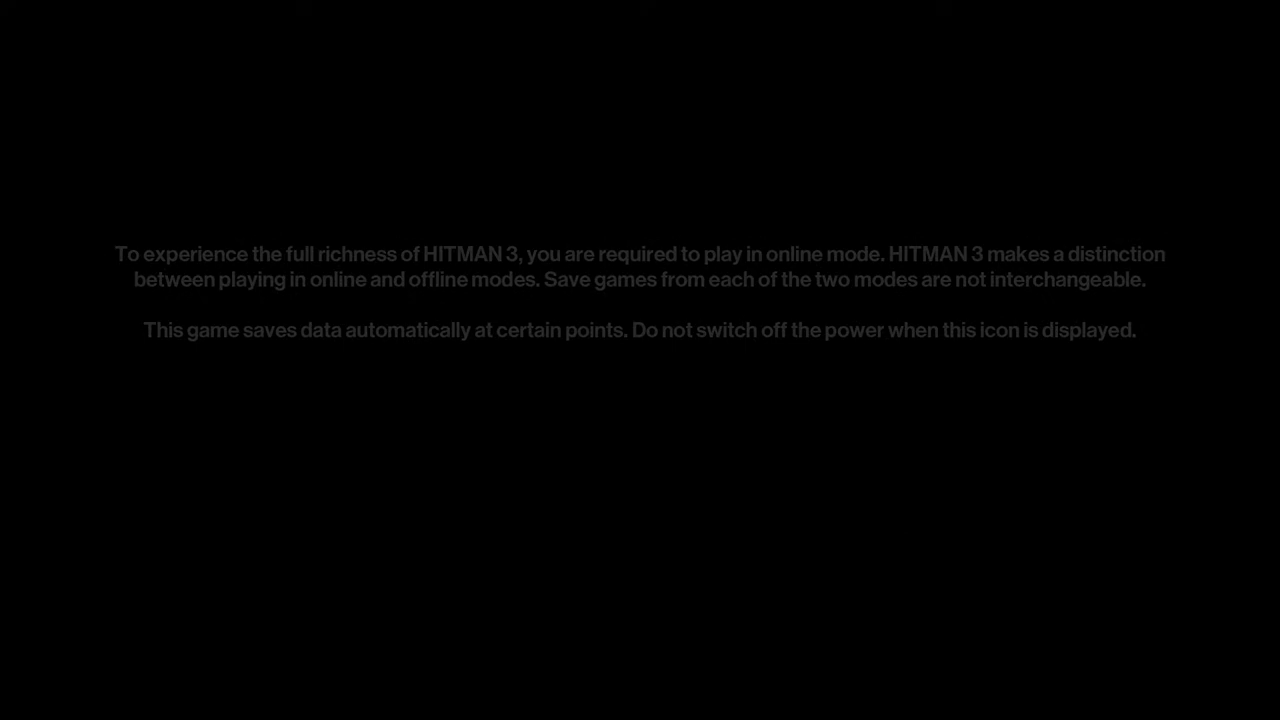 To experience the full richness of HITMAN 3, you are required to play in online mode. HITMAN 3 makes a distinction
between playing in online and offline modes. Save games from each of the two modes are not interchangeable.
This game saves data automatically at certain points. Do not switch off the power when this icon is displayed.